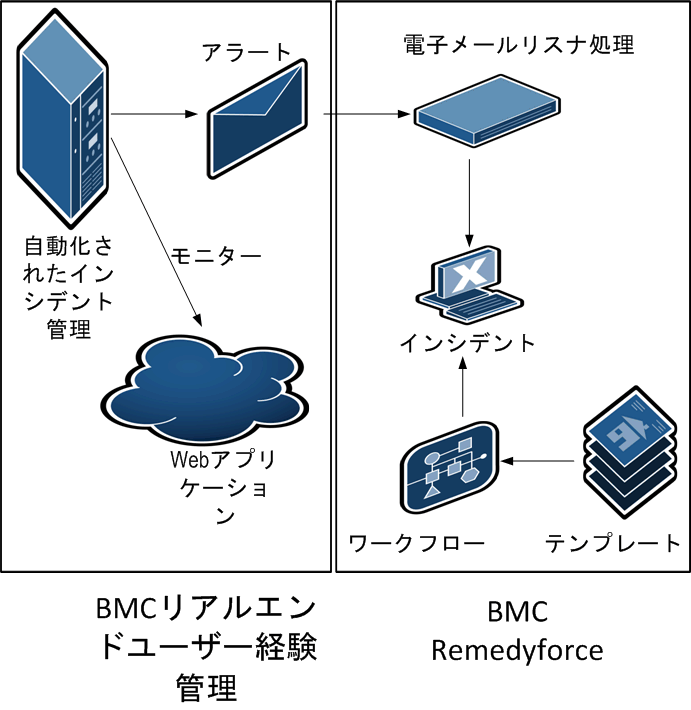 アラート
自動化され
たイン
シデント
管理
モニター
Webアプリ
ケーショ
ン
BMCリアルエン
ドユーザー経験
管理
電子メールリスナ処理
インシデント
ワークフロー
テンプレート
BMC
Remedyforce